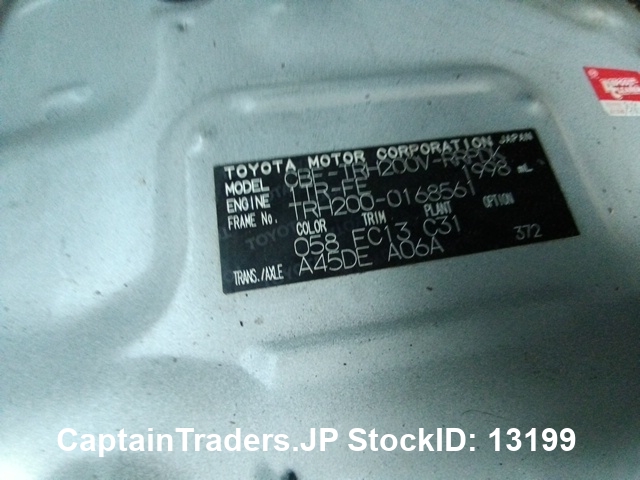 TOYOTA MOTOR CORPORATION JAPAN
MODEL CBF-TRH200V-RRPDK
ENGINE 1TR-FE 1998 mL
FRAME No. TRH200-0168561
COLOR TRIM PLANT OPTION
058 FC13 C31 372
TRANS./AXLE A45DE A06A
CaptainTraders.JP StockID: 13199